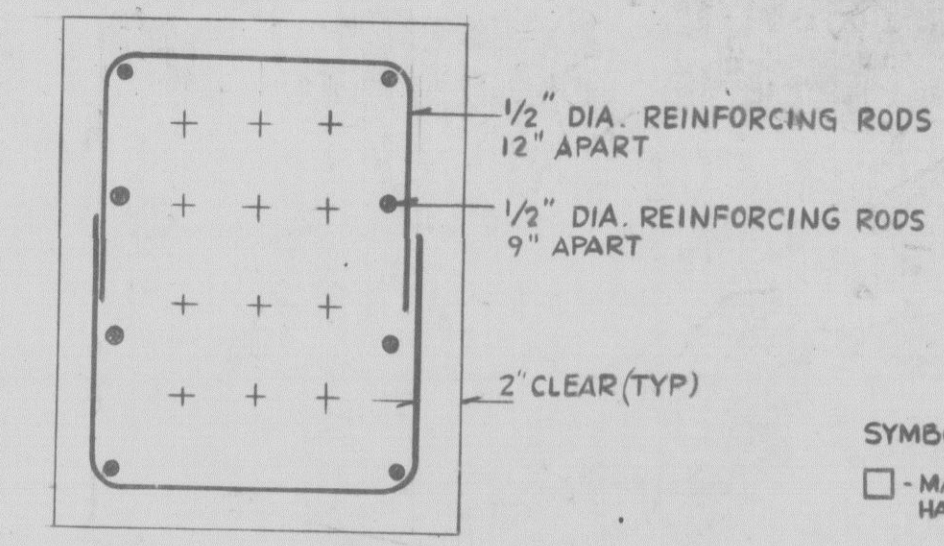 1/2" DIA. REINFORCING RODS
12" APART
1/2" DIA. REINFORCING RODS
9" APART
2" CLEAR (TYP)